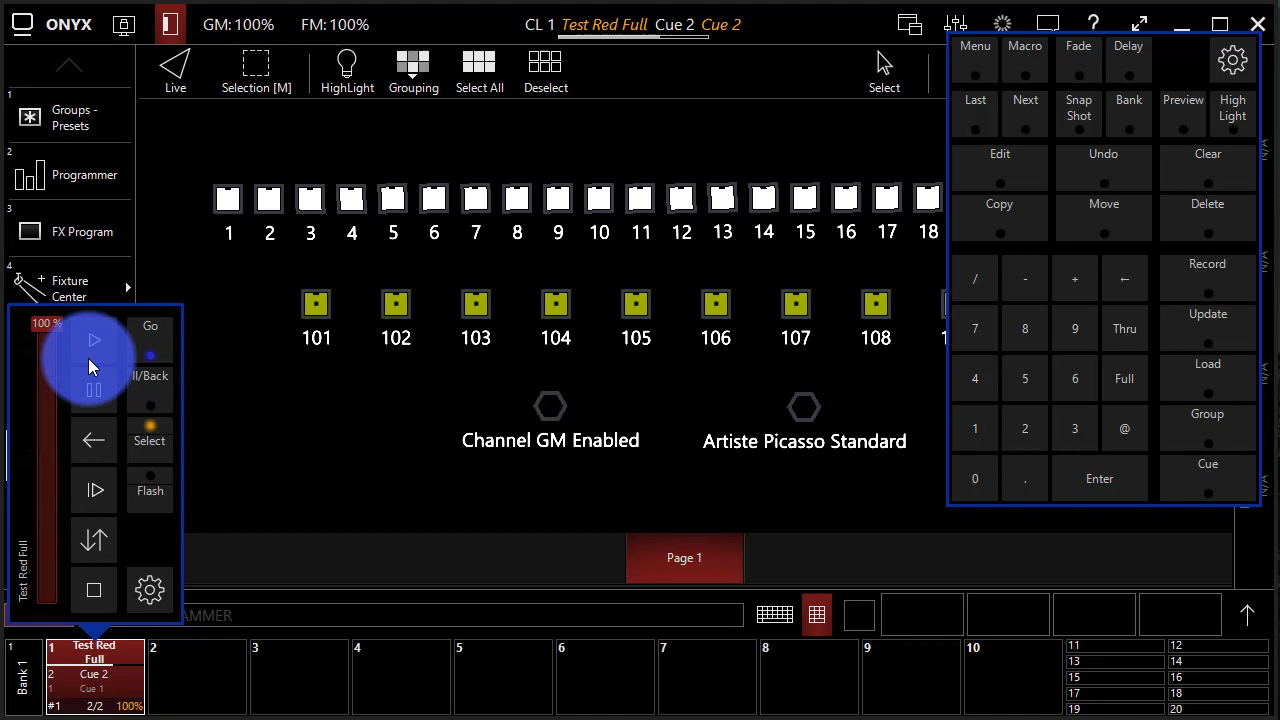 ONYX
GM: 100%
FM: 100%
CL 1 Test Red Full Cue 2 Cue 2
?
Live
Selection [M]
HighLight
Grouping
Select All
Deselect
Select
1
Groups -
Presets
2
Programmer
3
FX Program
4
Fixture
Center
1 2 3 4 5 6 7 8 9 10 11 12 13 14 15 16 17 18
101 102 103 104 105 106 107 108
Channel GM Enabled
Artiste Picasso Standard
Page 1
Menu Macro Fade Delay
Last Next Snap Shot Bank Preview High Light
Edit Undo Clear
Copy Move Delete
/ - + ← Record
7 8 9 Thru Update
4 5 6 Full Load
1 2 3 @ Group
0 . Enter Cue
N/A
N/A
N/A
N/A
100 %
Go
ll/Back
Select
Flash
Test Red Full
AMMER
Bank 1
1
1 Test Red
Full
2 Cue 2
1 Cue 1
#1 2/2 100%
2 3 4 5 6 7 8 9 10
11 12
13 14
15 16
17 18
19 20